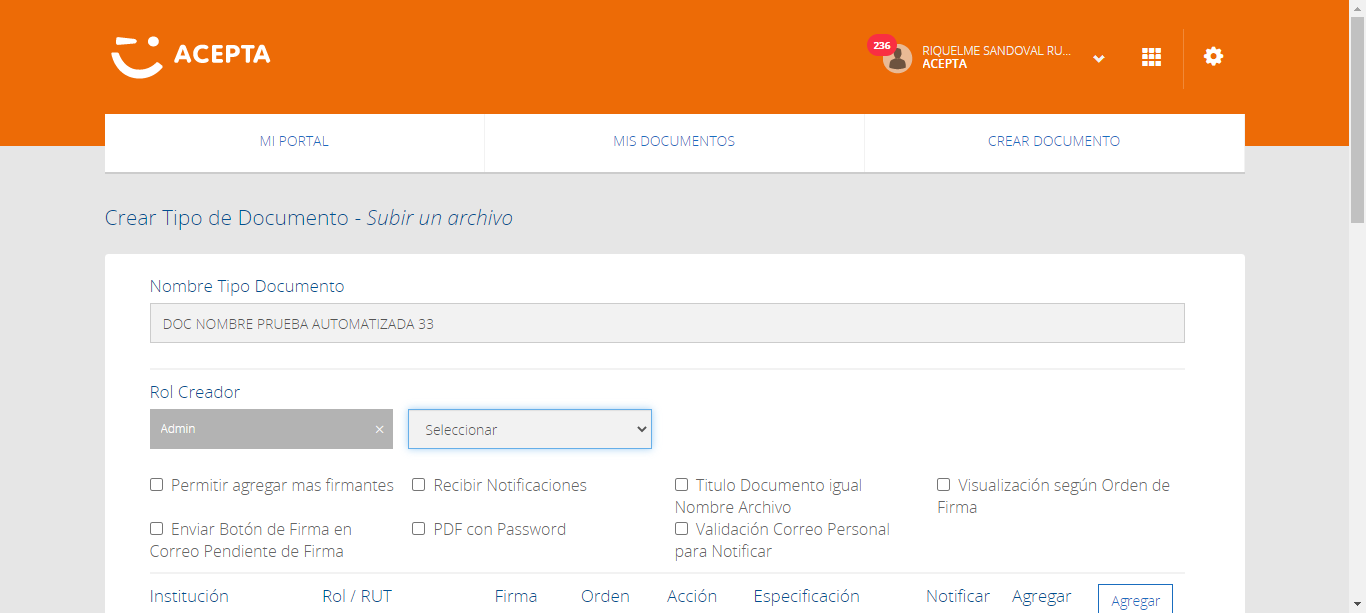 ACEPTA
236
RIQUELME SANDOVAL RU...
ACEPTA
MI PORTAL
MIS DOCUMENTOS
CREAR DOCUMENTO
Crear Tipo de Documento - Subir un archivo
Nombre Tipo Documento
DOC NOMBRE PRUEBA AUTOMATIZADA 33
Rol Creador
Admin ×
Seleccionar
Permitir agregar mas firmantes
Recibir Notificaciones
Titulo Documento igual
Nombre Archivo
Visualización según Orden de
Firma
Enviar Botón de Firma en
Correo Pendiente de Firma
PDF con Password
Validación Correo Personal
para Notificar
Institución Rol / RUT Firma Orden Acción Especificación Notificar Agregar Agregar